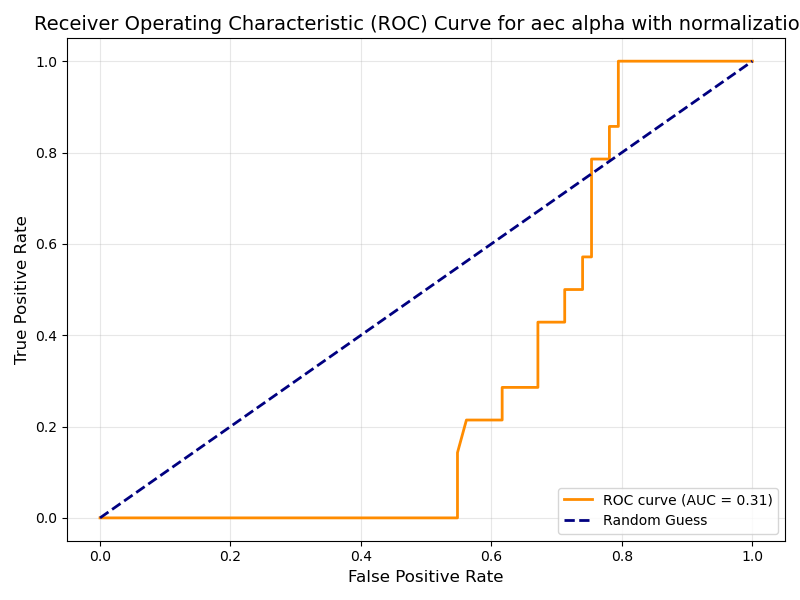 Receiver Operating Characteristic (ROC) Curve for aec alpha with normalizatio
1.0
0.8
0.6
0.4
0.2
0.0
True Positive Rate
0.0 0.2 0.4 0.6 0.8 1.0
False Positive Rate
ROC curve (AUC = 0.31)
Random Guess